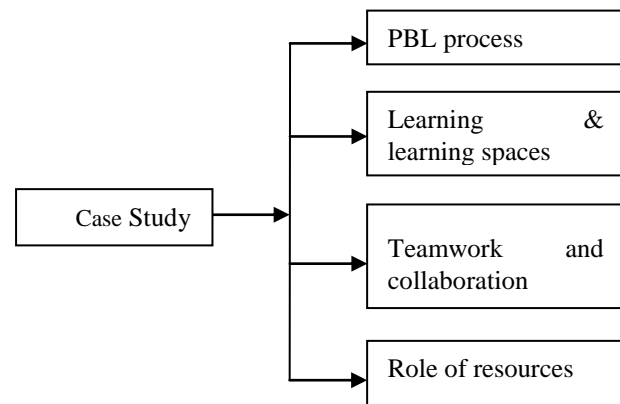 PBL process
Learning &
learning spaces
Case Study
Teamwork and
collaboration
Role of resources